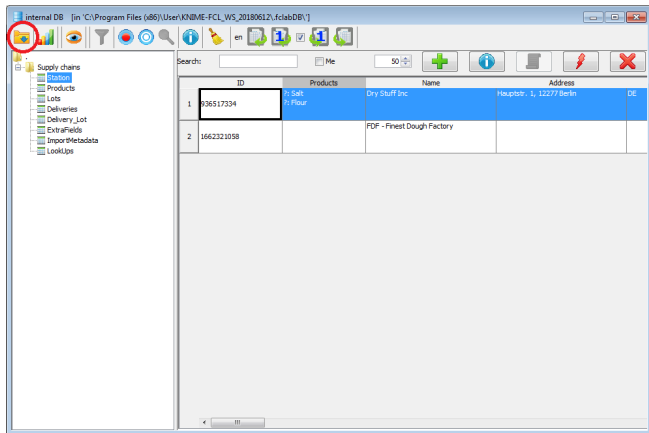 internal DB [in 'C:\Program Files (x86)\User\KNIME-FCL_WS_20180612\.fclabDB\']
en 1 1
Search: Me 50
Supply chains
Station
Products
Lots
Deliveries
Delivery_Lot
ExtraFields
ImportMetadata
LookUps
ID Products Name Address
1 936517334 ?: Salt Dry Stuff Inc Hauptstr. 1, 12277 Berlin DE
?: Flour
2 1662321058 FDF - Finest Dough Factory